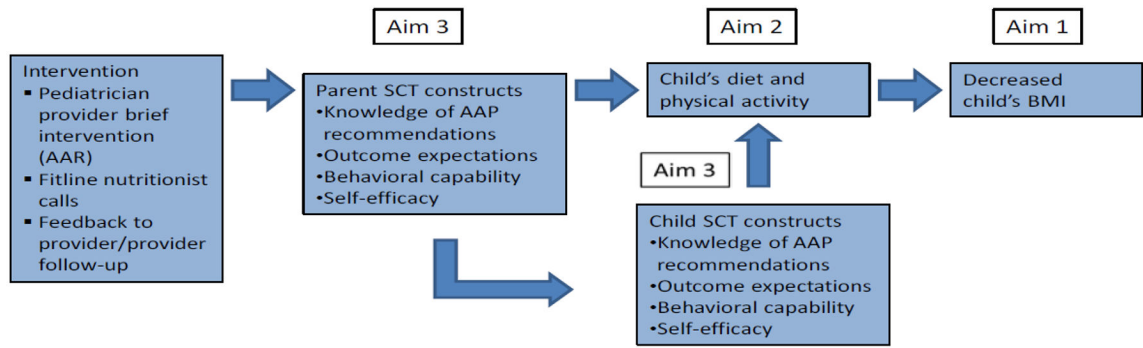 Aim 3
Aim 2
Aim 1
Intervention
▪ Pediatrician
provider brief
intervention
(AAR)
▪ Fitline nutritionist
calls
▪ Feedback to
provider/provider
follow-up
Parent SCT constructs
•Knowledge of AAP
recommendations
•Outcome expectations
•Behavioral capability
•Self-efficacy
Child's diet and
physical activity
Decreased
child's BMI
Aim 3
Child SCT constructs
•Knowledge of AAP
recommendations
•Outcome expectations
•Behavioral capability
•Self-efficacy